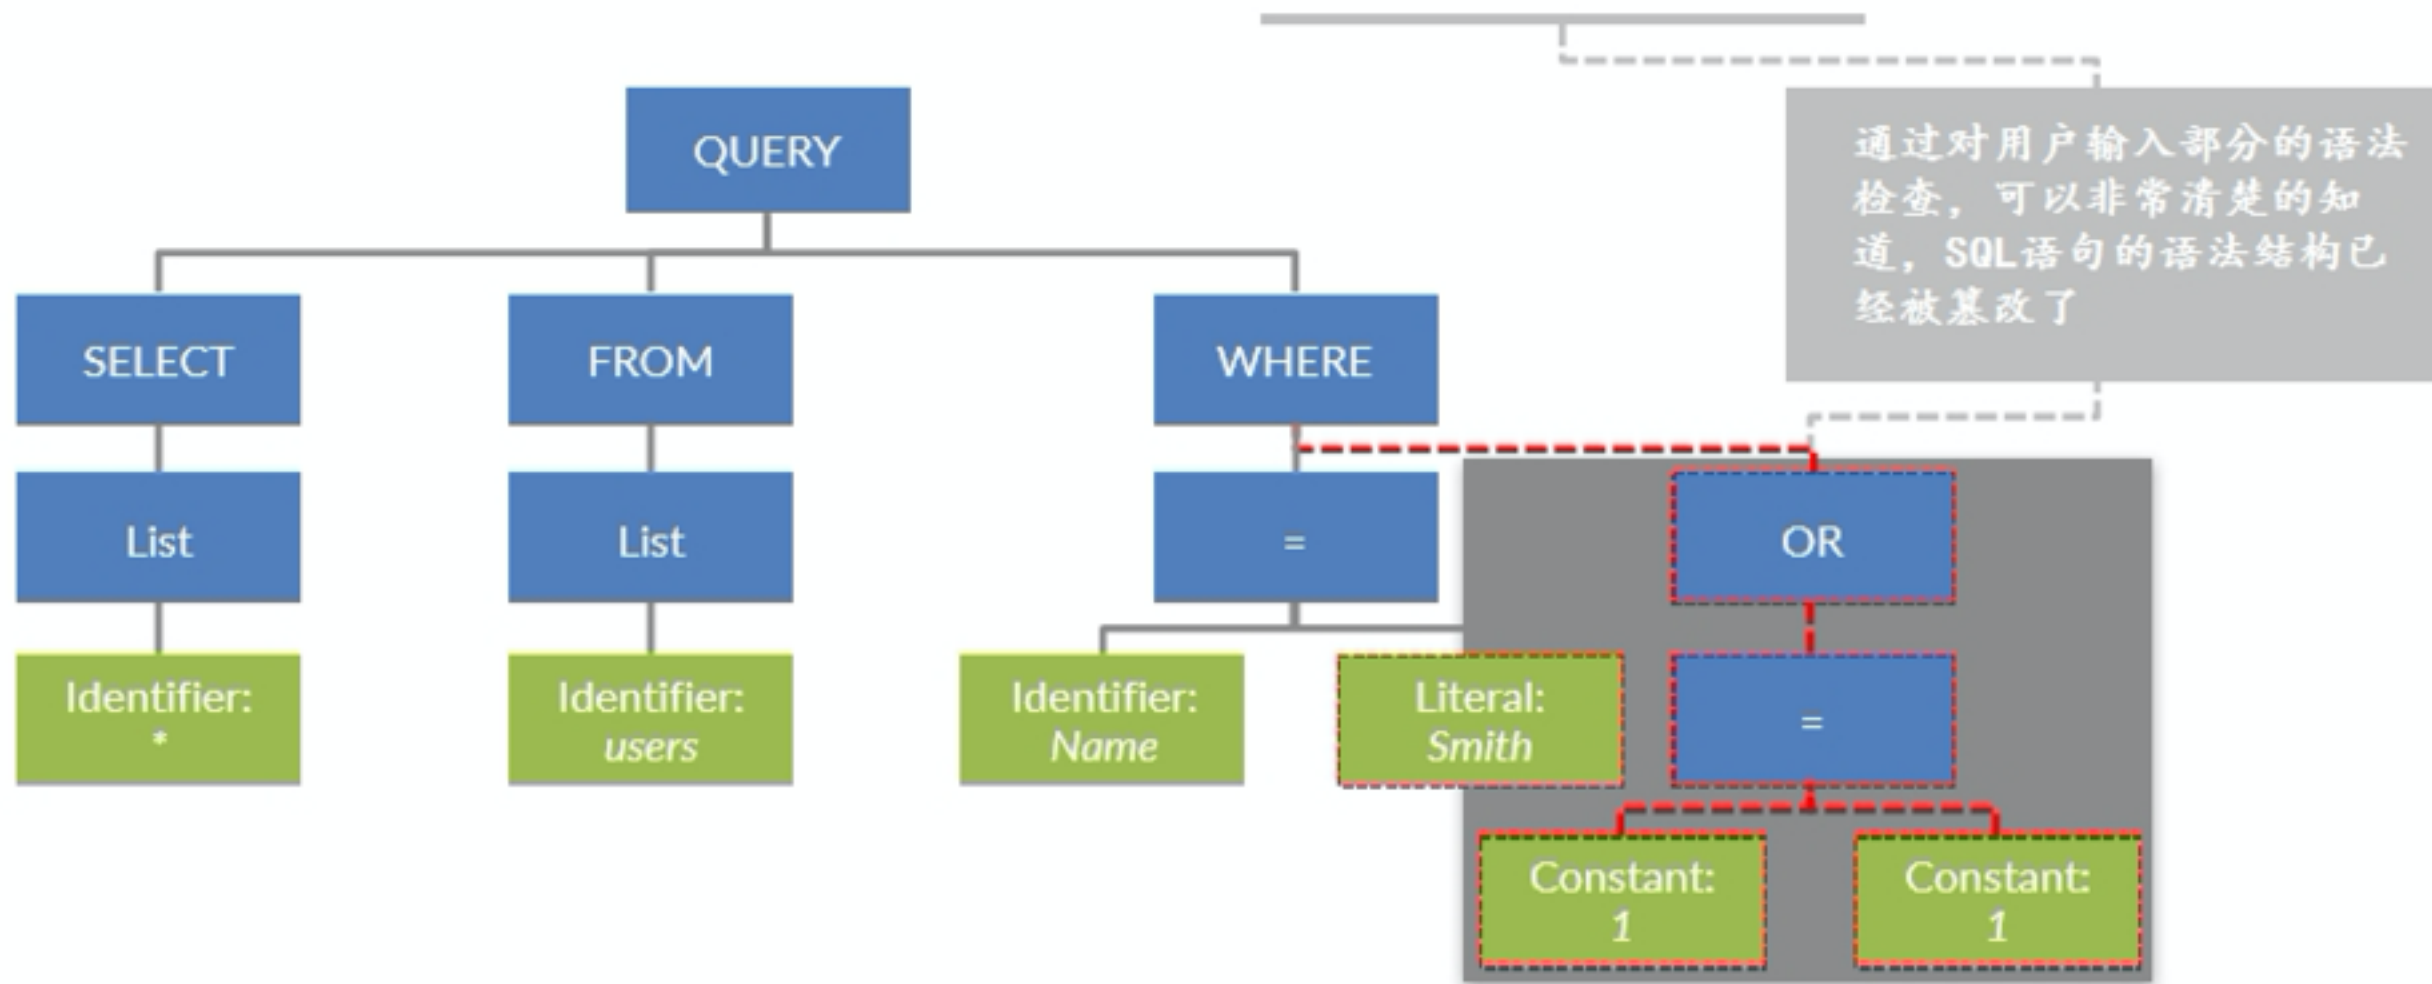 QUERY
通过对用户输入部分的语法
检查，可以非常清楚的知
道，SQL语句的语法结构已
经被篡改了
SELECT
FROM
WHERE
List
List
=
OR
Identifier:
*
Identifier:
users
Identifier:
Name
Literal:
Smith
=
Constant:
1
Constant:
1